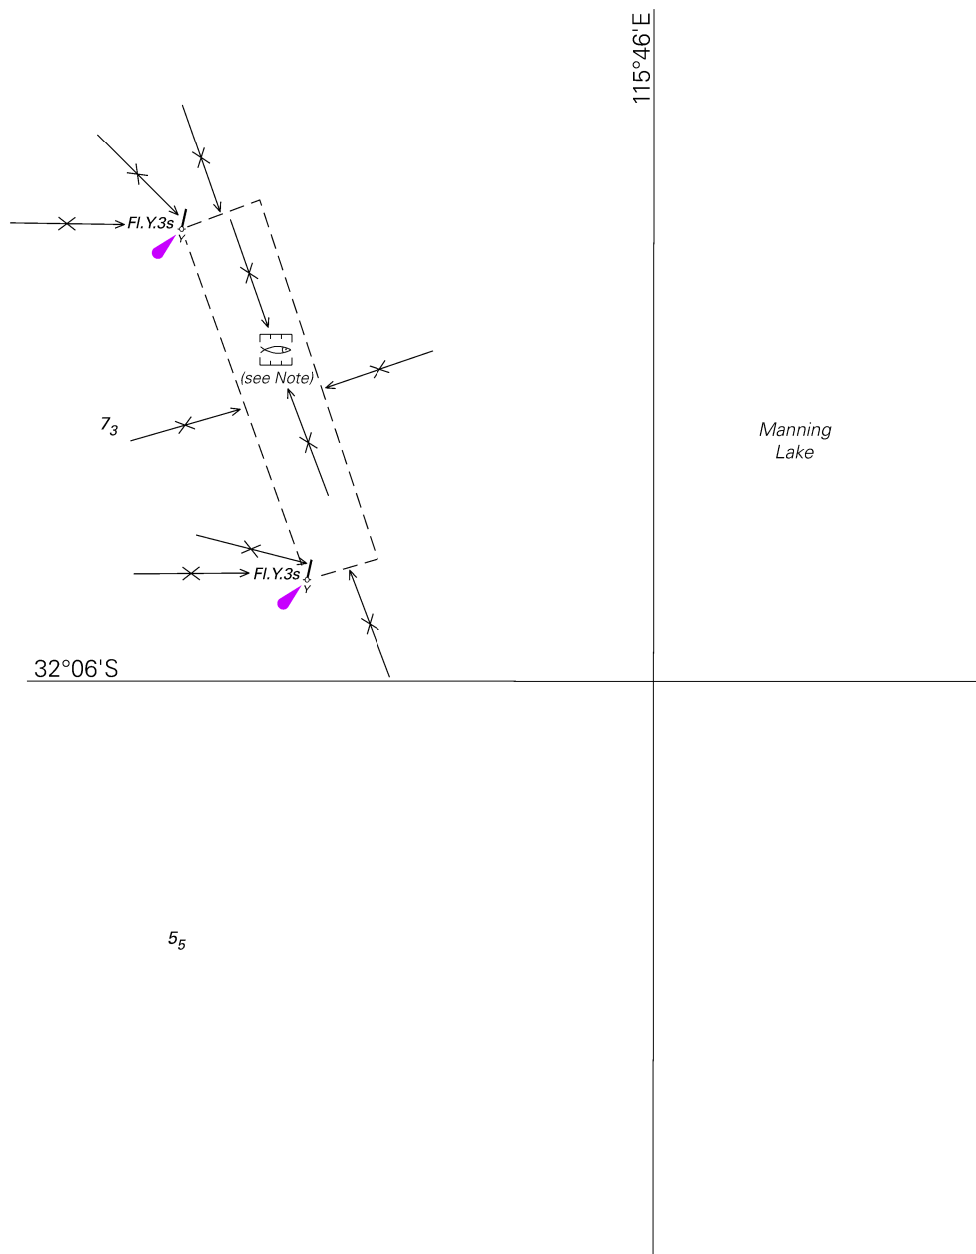 115°46'E
Fl.Y.3s
Y
(see Note)
7₃
Manning
Lake
Fl.Y.3s
Y
32°06'S
5₅